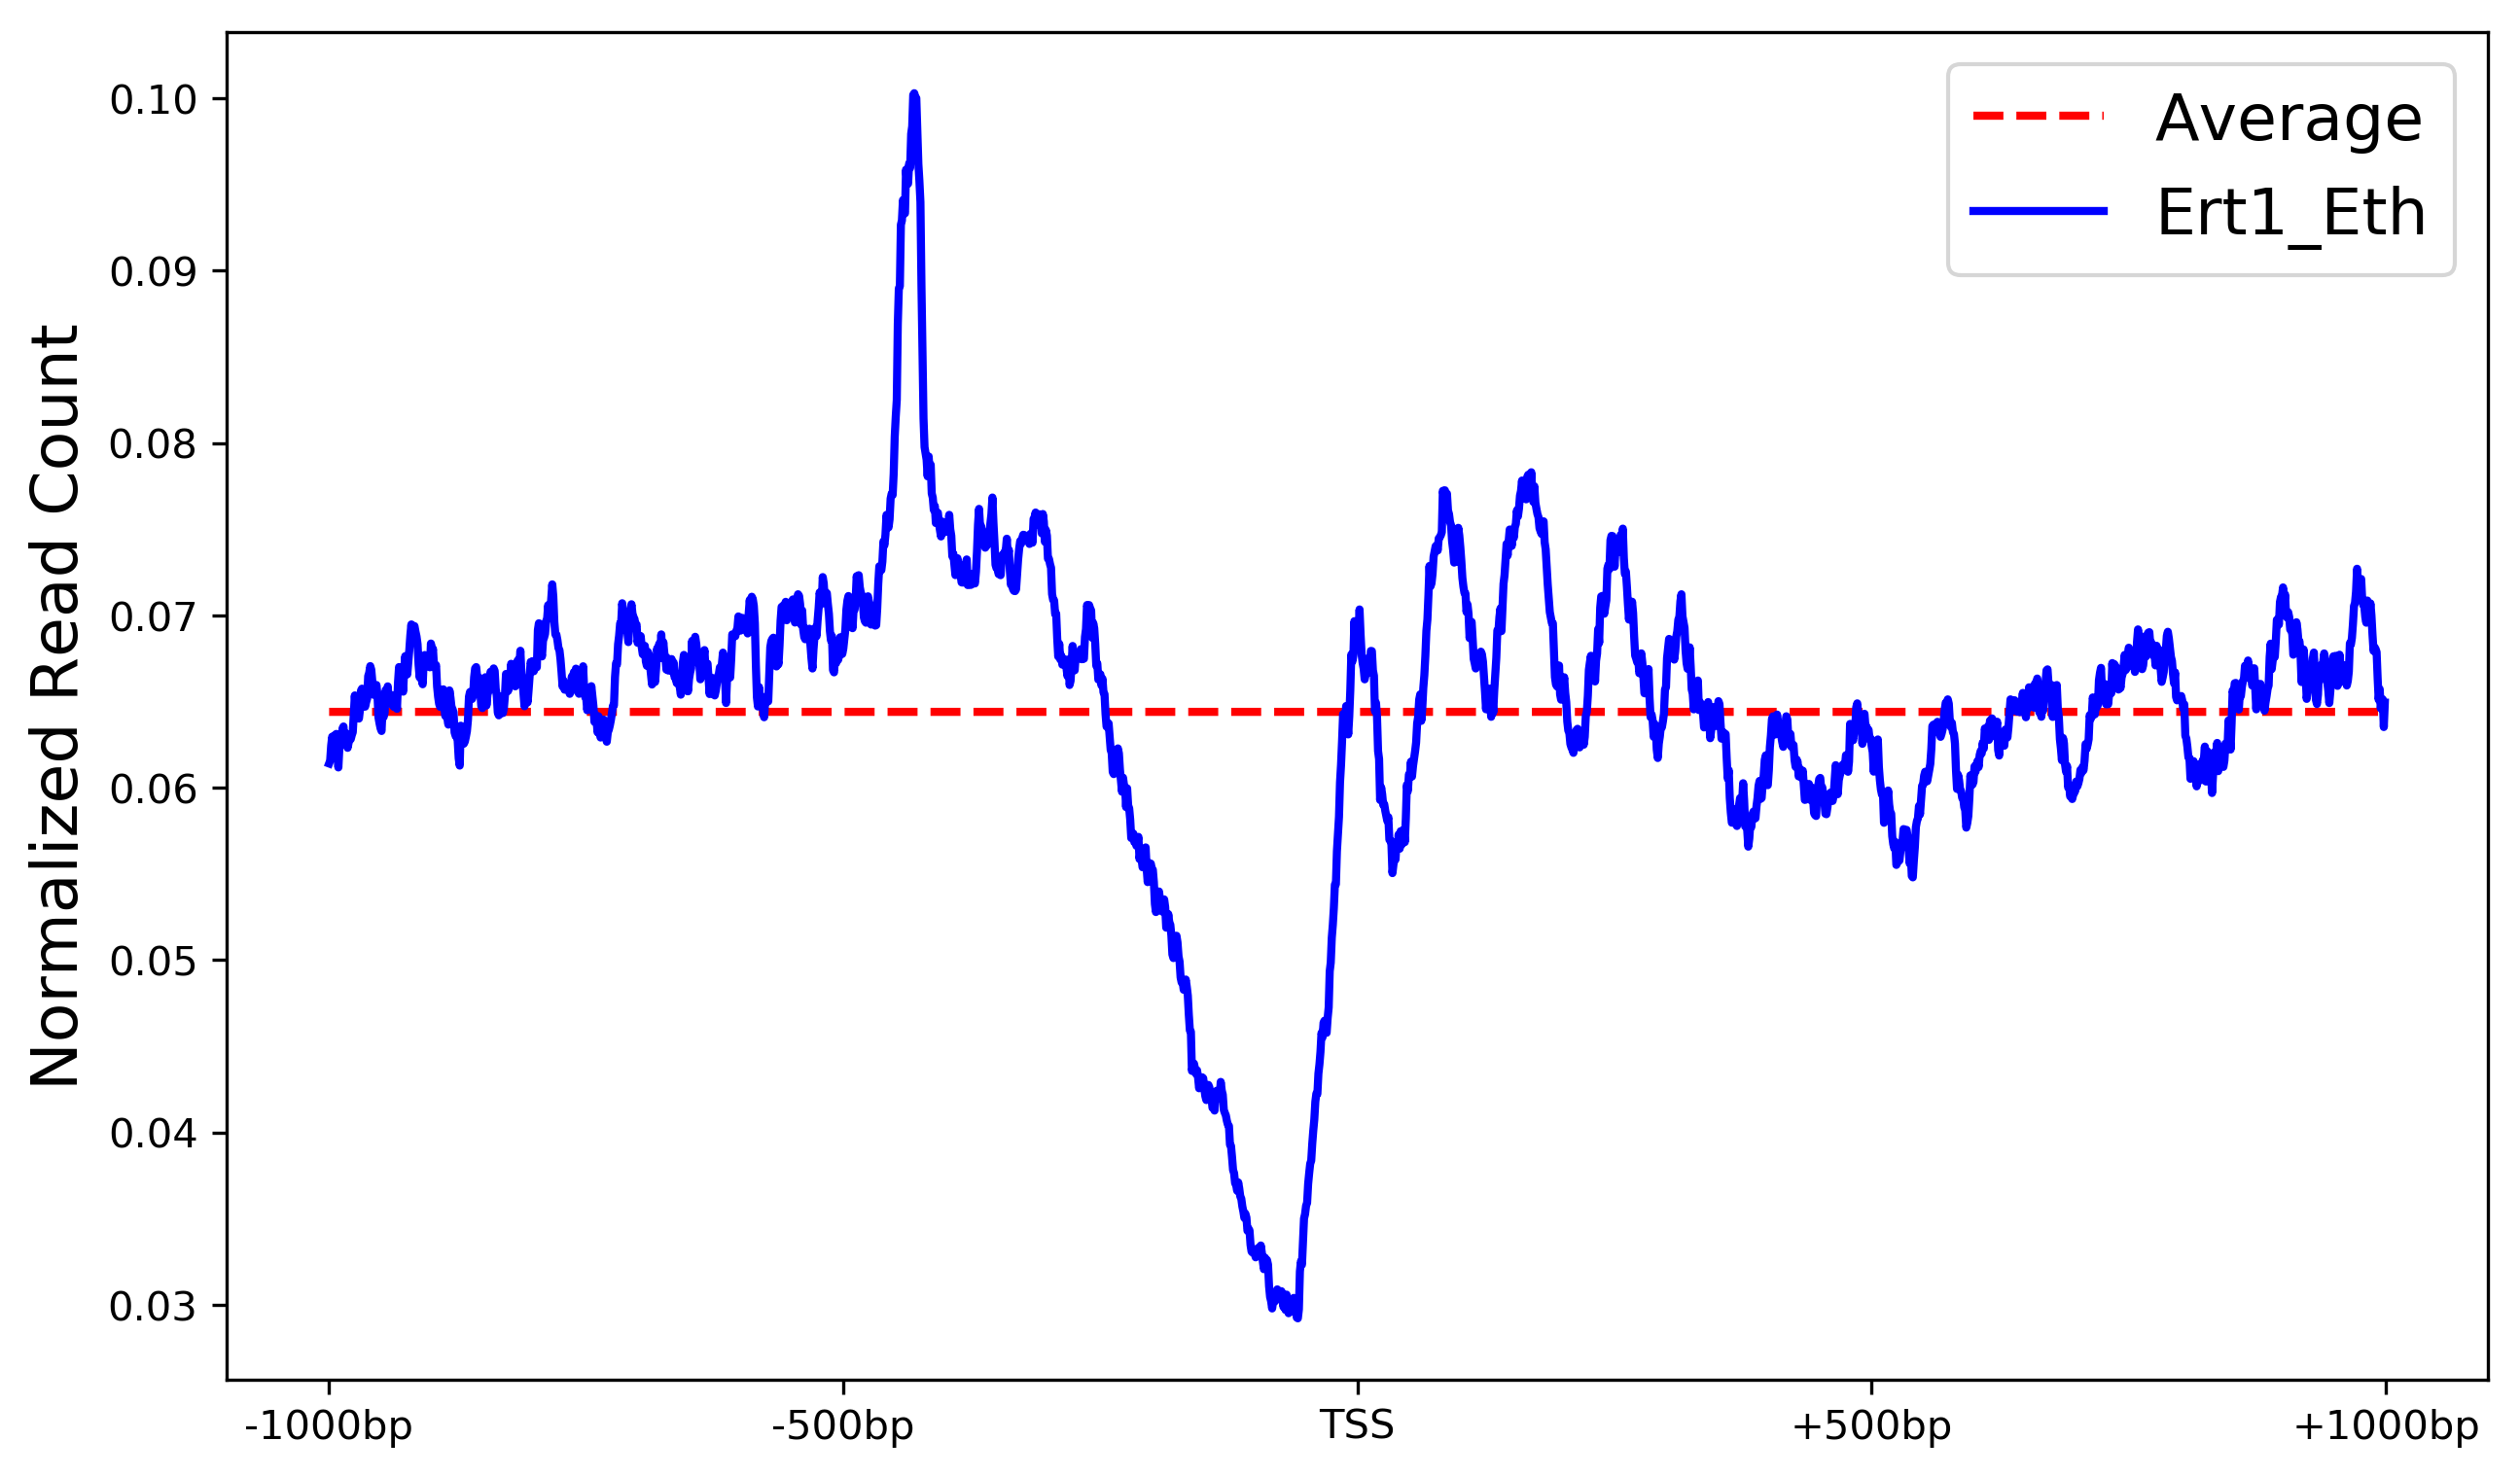 Normalized Read Count
0.10
0.09
0.08
0.07
0.06
0.05
0.04
0.03
-1000bp
-500bp
TSS
+500bp
+1000bp
Average
Ert1_Eth